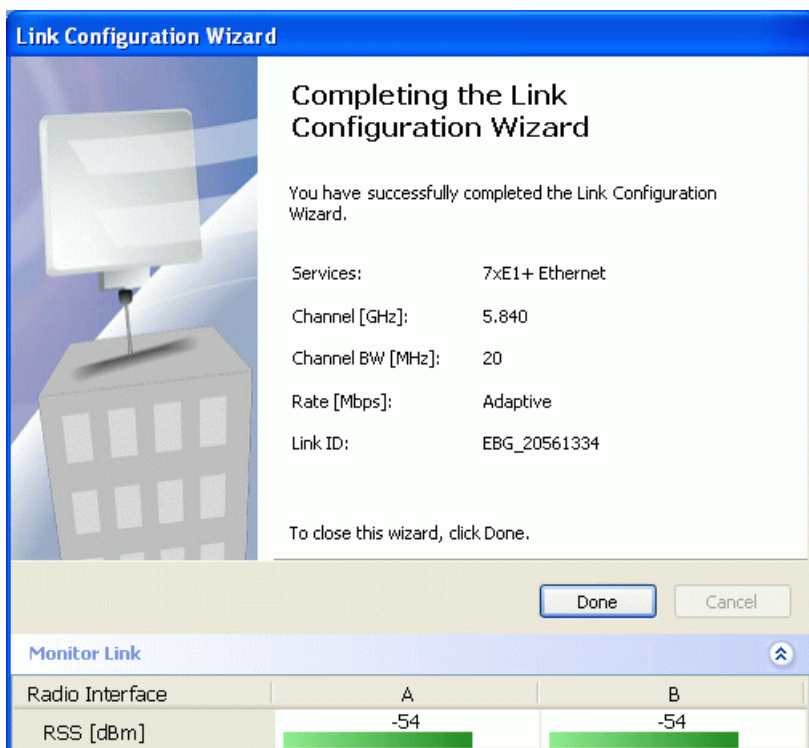 Link Configuration Wizard
Completing the Link
Configuration Wizard
You have successfully completed the Link Configuration
Wizard.
Services: 7xE1+ Ethernet
Channel [GHz]: 5.840
Channel BW [MHz]: 20
Rate [Mbps]: Adaptive
Link ID: EBG_20561334
To close this wizard, click Done.
Done Cancel
Monitor Link
Radio Interface A B
RSS [dBm] -54 -54